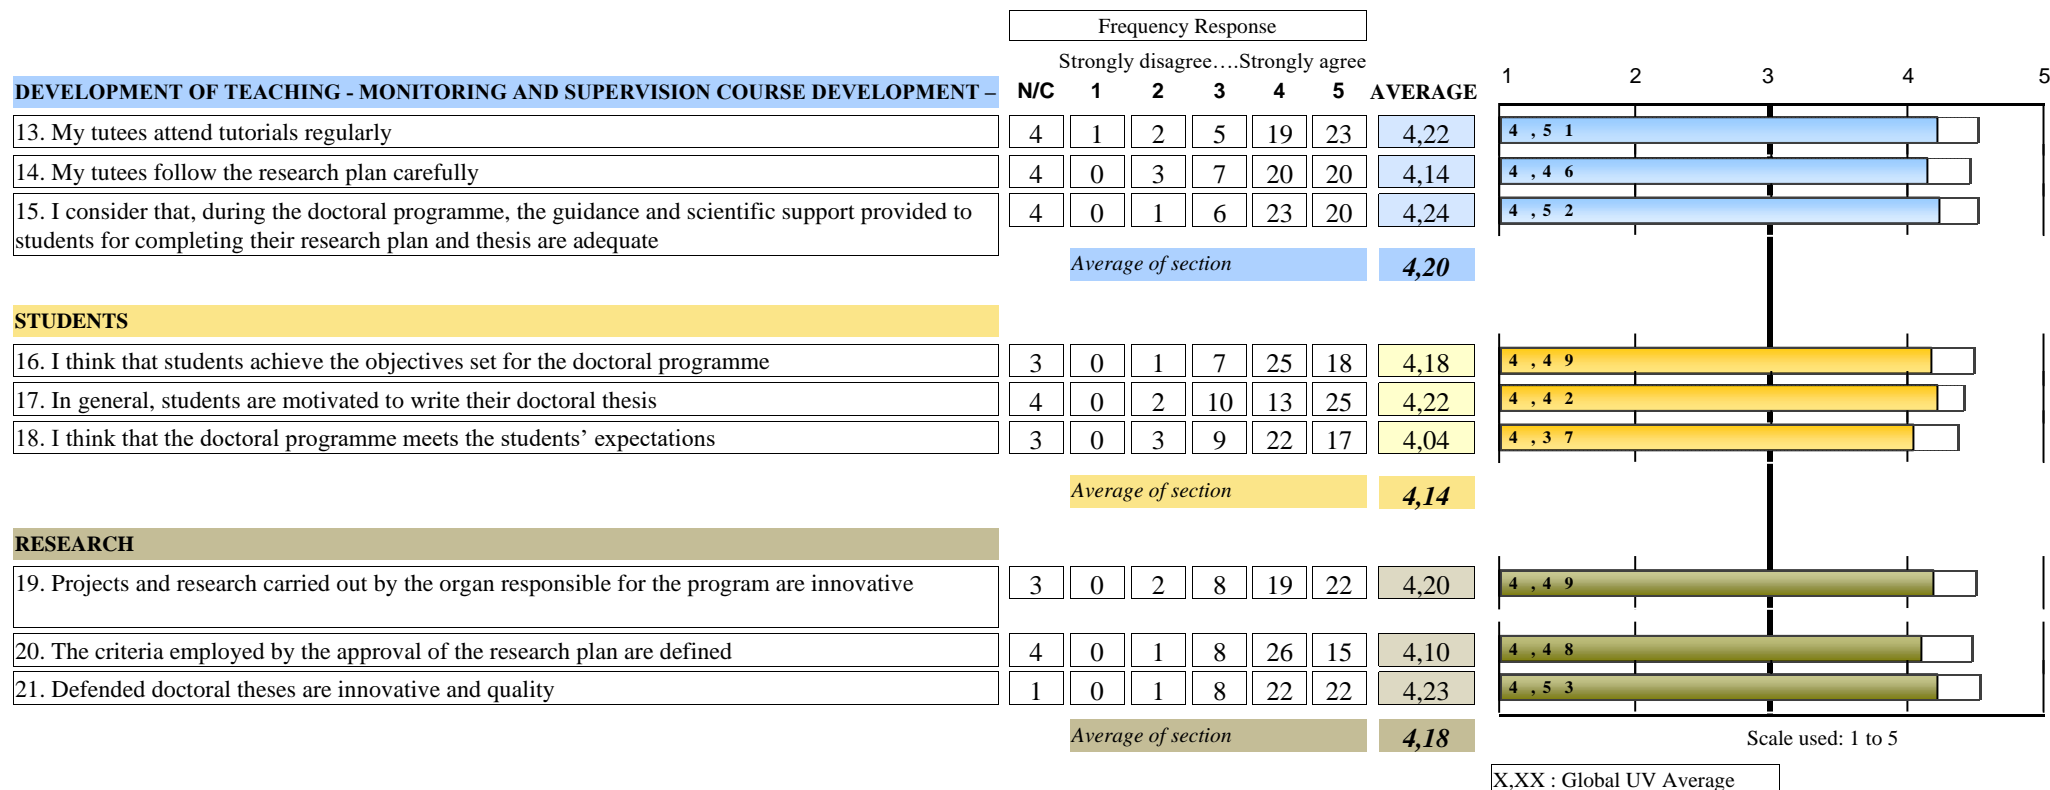 Frequency Response
Strongly disagree….Strongly agree
DEVELOPMENT OF TEACHING - MONITORING AND SUPERVISION COURSE DEVELOPMENT – N/C 1 2 3 4 5 AVERAGE 1 2 3 4 5
13. My tutees attend tutorials regularly 4 1 2 5 19 23 4,22 4,51
14. My tutees follow the research plan carefully 4 0 3 7 20 20 4,14 4,46
15. I consider that, during the doctoral programme, the guidance and scientific support provided to 4 0 1 6 23 20 4,24 4,52
students for completing their research plan and thesis are adequate
Average of section 4,20
STUDENTS
16. I think that students achieve the objectives set for the doctoral programme 3 0 1 7 25 18 4,18 4,49
17. In general, students are motivated to write their doctoral thesis 4 0 2 10 13 25 4,22 4,42
18. I think that the doctoral programme meets the students’ expectations 3 0 3 9 22 17 4,04 4,37
Average of section 4,14
RESEARCH
19. Projects and research carried out by the organ responsible for the program are innovative 3 0 2 8 19 22 4,20 4,49
20. The criteria employed by the approval of the research plan are defined 4 0 1 8 26 15 4,10 4,48
21. Defended doctoral theses are innovative and quality 1 0 1 8 22 22 4,23 4,53
Average of section 4,18
Scale used: 1 to 5
X,XX : Global UV Average